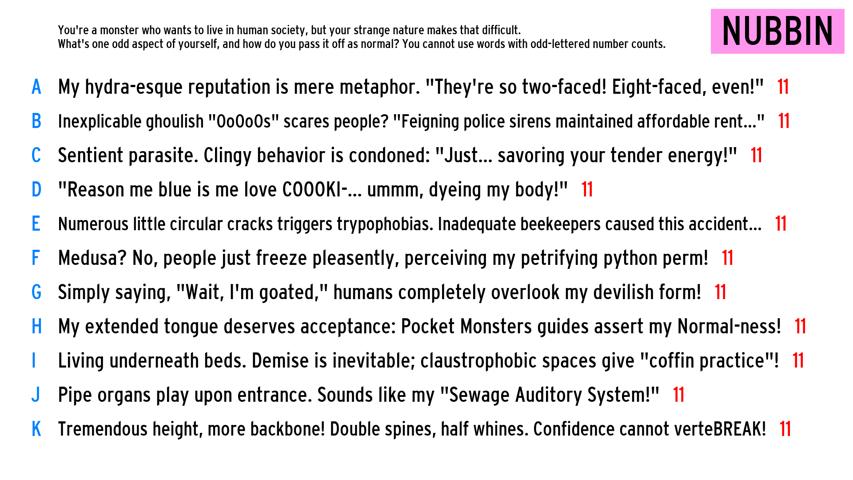 You're a monster who wants to live in human society, but your strange nature makes that difficult.
What's one odd aspect of yourself, and how do you pass it off as normal? You cannot use words with odd-lettered number counts.
NUBBIN
A My hydra-esque reputation is mere metaphor. "They're so two-faced! Eight-faced, even!" 11
B Inexplicable ghoulish "OoOoOs" scares people? "Feigning police sirens maintained affordable rent..." 11
C Sentient parasite. Clingy behavior is condoned: "Just... savoring your tender energy!" 11
D "Reason me blue is me love COOOKI-... ummm, dyeing my body!" 11
E Numerous little circular cracks triggers trypophobias. Inadequate beekeepers caused this accident... 11
F Medusa? No, people just freeze pleasently, perceiving my petrifying python perm! 11
G Simply saying, "Wait, I'm goated," humans completely overlook my devilish form! 11
H My extended tongue deserves acceptance: Pocket Monsters guides assert my Normal-ness! 11
I Living underneath beds. Demise is inevitable; claustrophobic spaces give "coffin practice"! 11
J Pipe organs play upon entrance. Sounds like my "Sewage Auditory System!" 11
K Tremendous height, more backbone! Double spines, half whines. Confidence cannot verteBREAK! 11